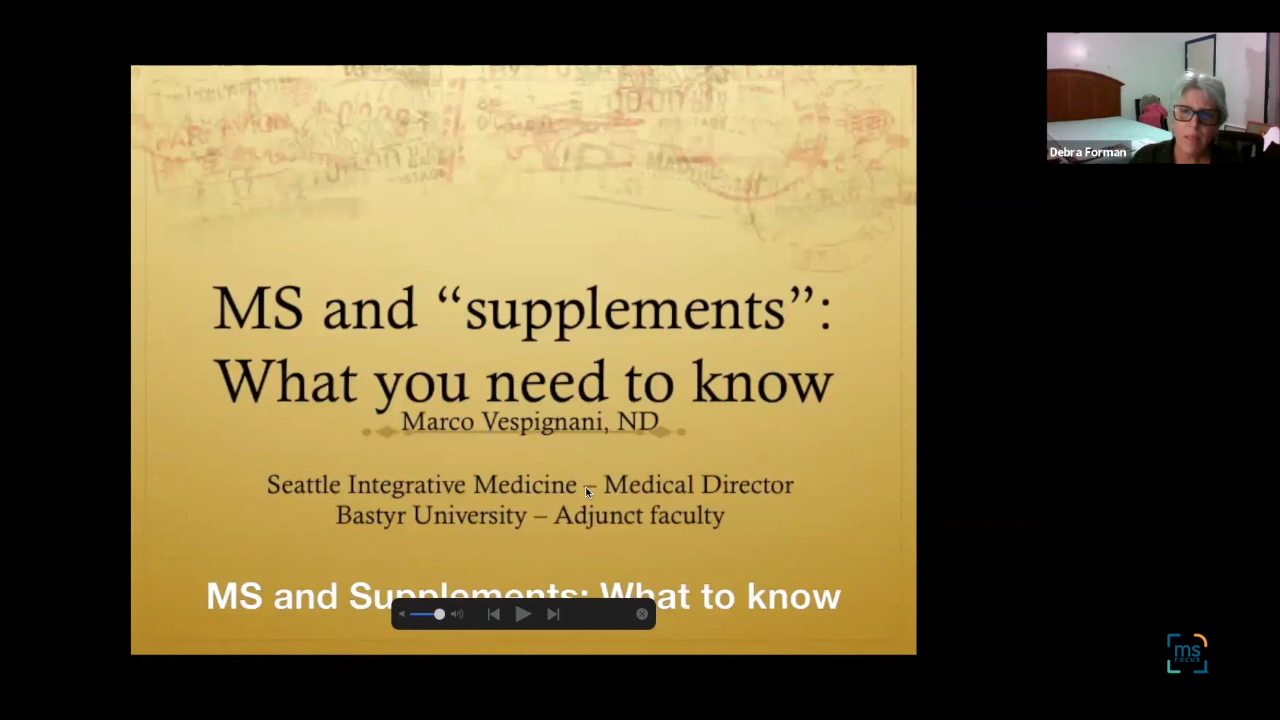 MS and “supplements”:
What you need to know
Marco Vespignani, ND
Seattle Integrative Medicine – Medical Director
Bastyr University – Adjunct faculty
MS and Supplements: What to know
Debra Forman
ms
FOCUS